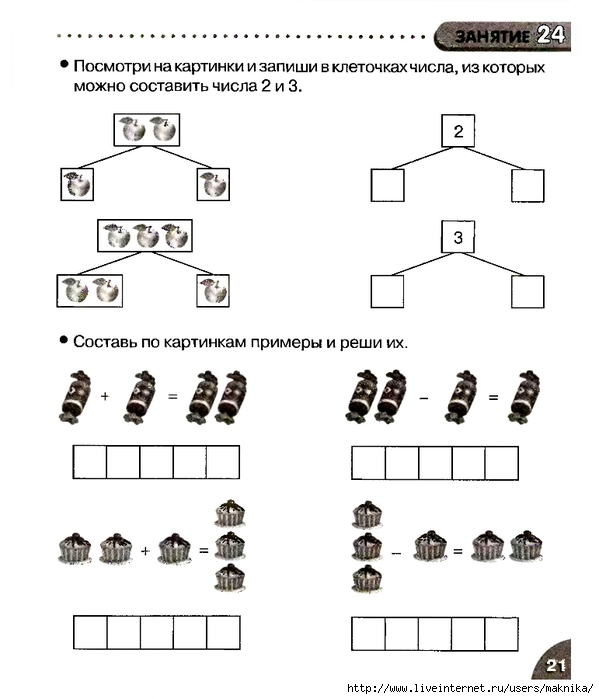 ЗАНЯТИЕ 24
• Посмотри на картинки и запиши в клеточках числа, из которых
можно составить числа 2 и 3.
2
3
• Составь по картинкам примеры и реши их.
+ = − =
+ = − =
21
http://www.liveinternet.ru/users/maknika/